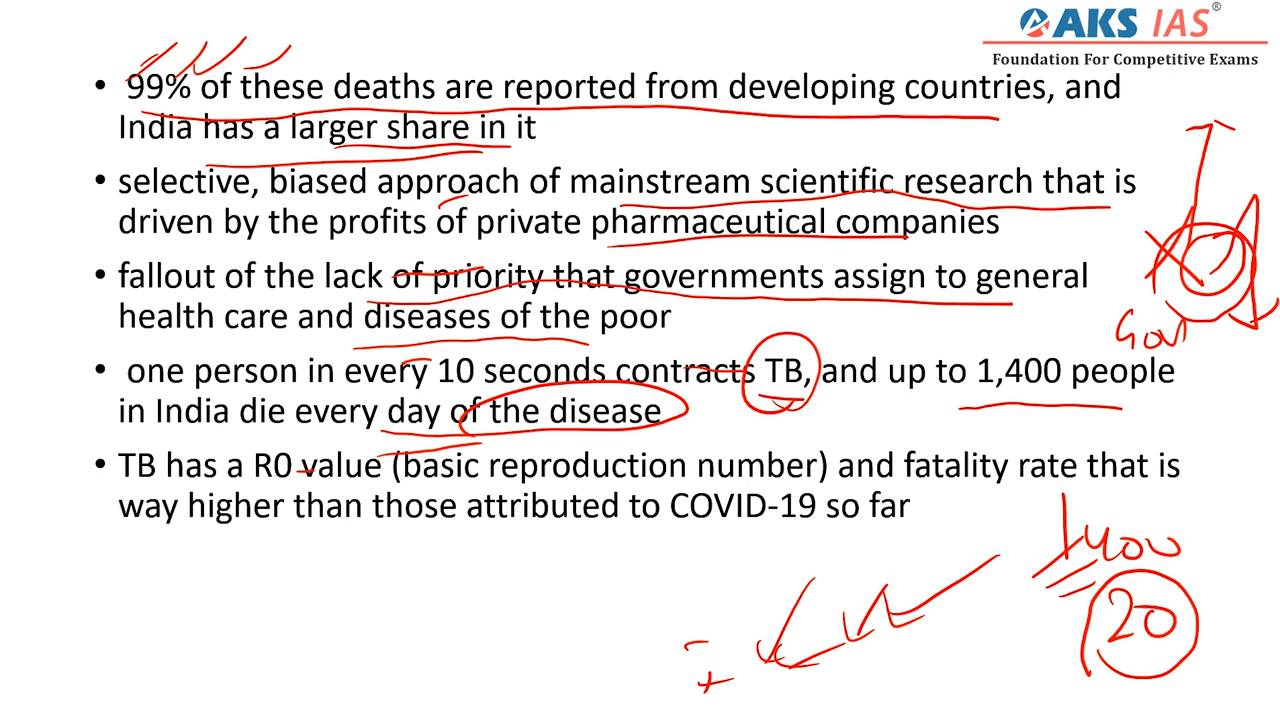 AKS IAS®
Foundation For Competitive Exams
• 99% of these deaths are reported from developing countries, and
India has a larger share in it
• selective, biased approach of mainstream scientific research that is
driven by the profits of private pharmaceutical companies
• fallout of the lack of priority that governments assign to general
health care and diseases of the poor
Govt
• one person in every 10 seconds contracts TB, and up to 1,400 people
in India die every day of the disease
• TB has a R0 value (basic reproduction number) and fatality rate that is
way higher than those attributed to COVID-19 so far
1400
20